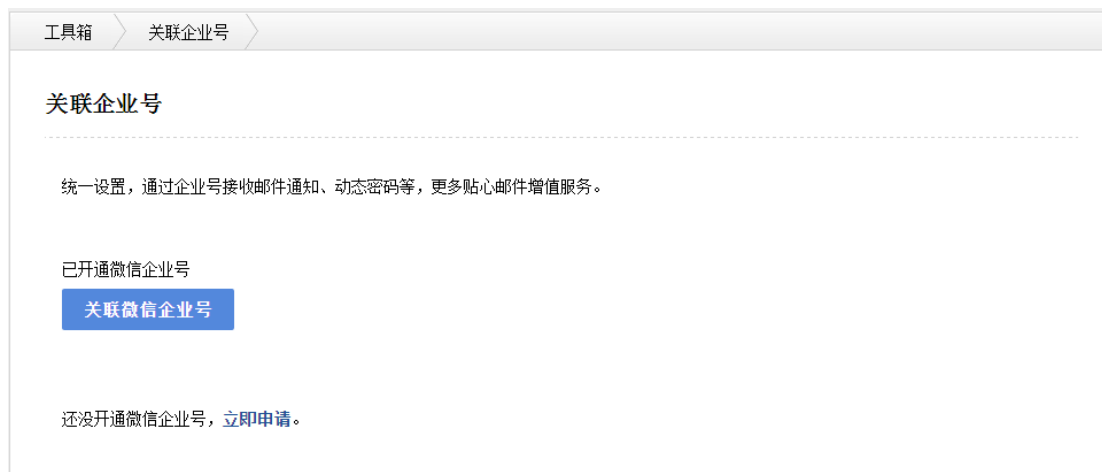 工具箱 关联企业号
关联企业号
统一设置，通过企业号接收邮件通知、动态密码等，更多贴心邮件增值服务。
已开通微信企业号
关联微信企业号
还没开通微信企业号，立即申请。